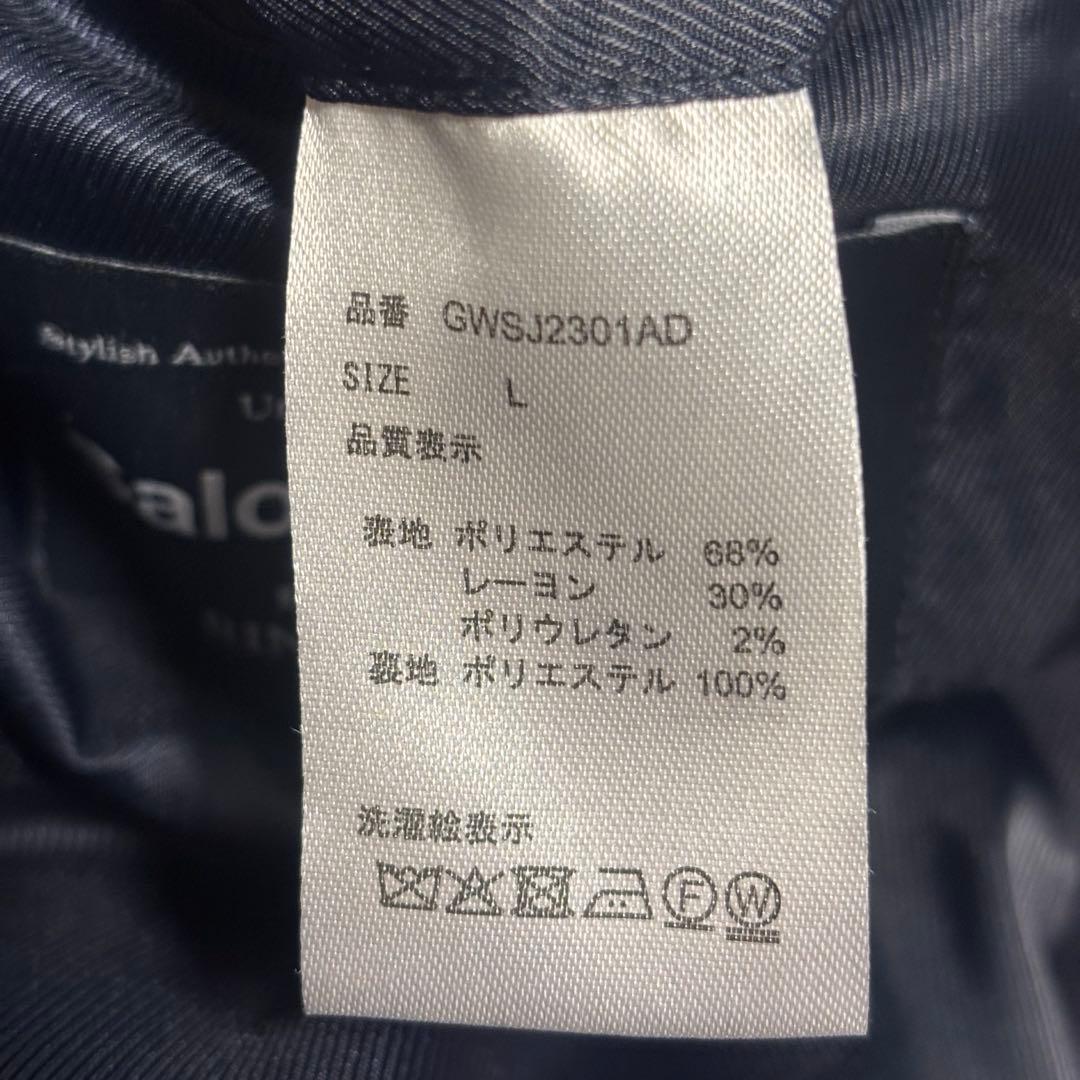 品番 GWSJ2301AD
SIZE L
品質表示
表地 ポリエステル 68%
レーヨン 30%
ポリウレタン 2%
裏地 ポリエステル 100%
洗濯絵表示
F W
Stylish